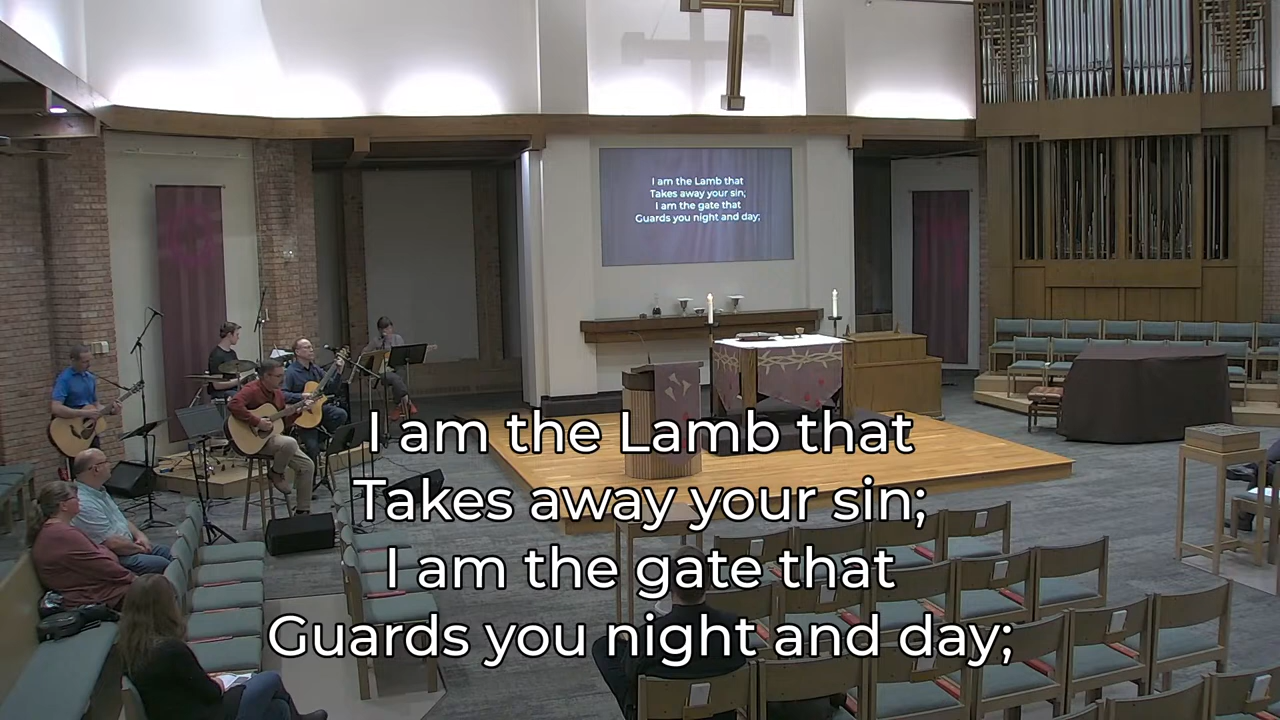 I am the Lamb that
Takes away your sin;
I am the gate that
Guards you night and day;
I am the Lamb that
Takes away your sin;
I am the gate that
Guards you night and day;